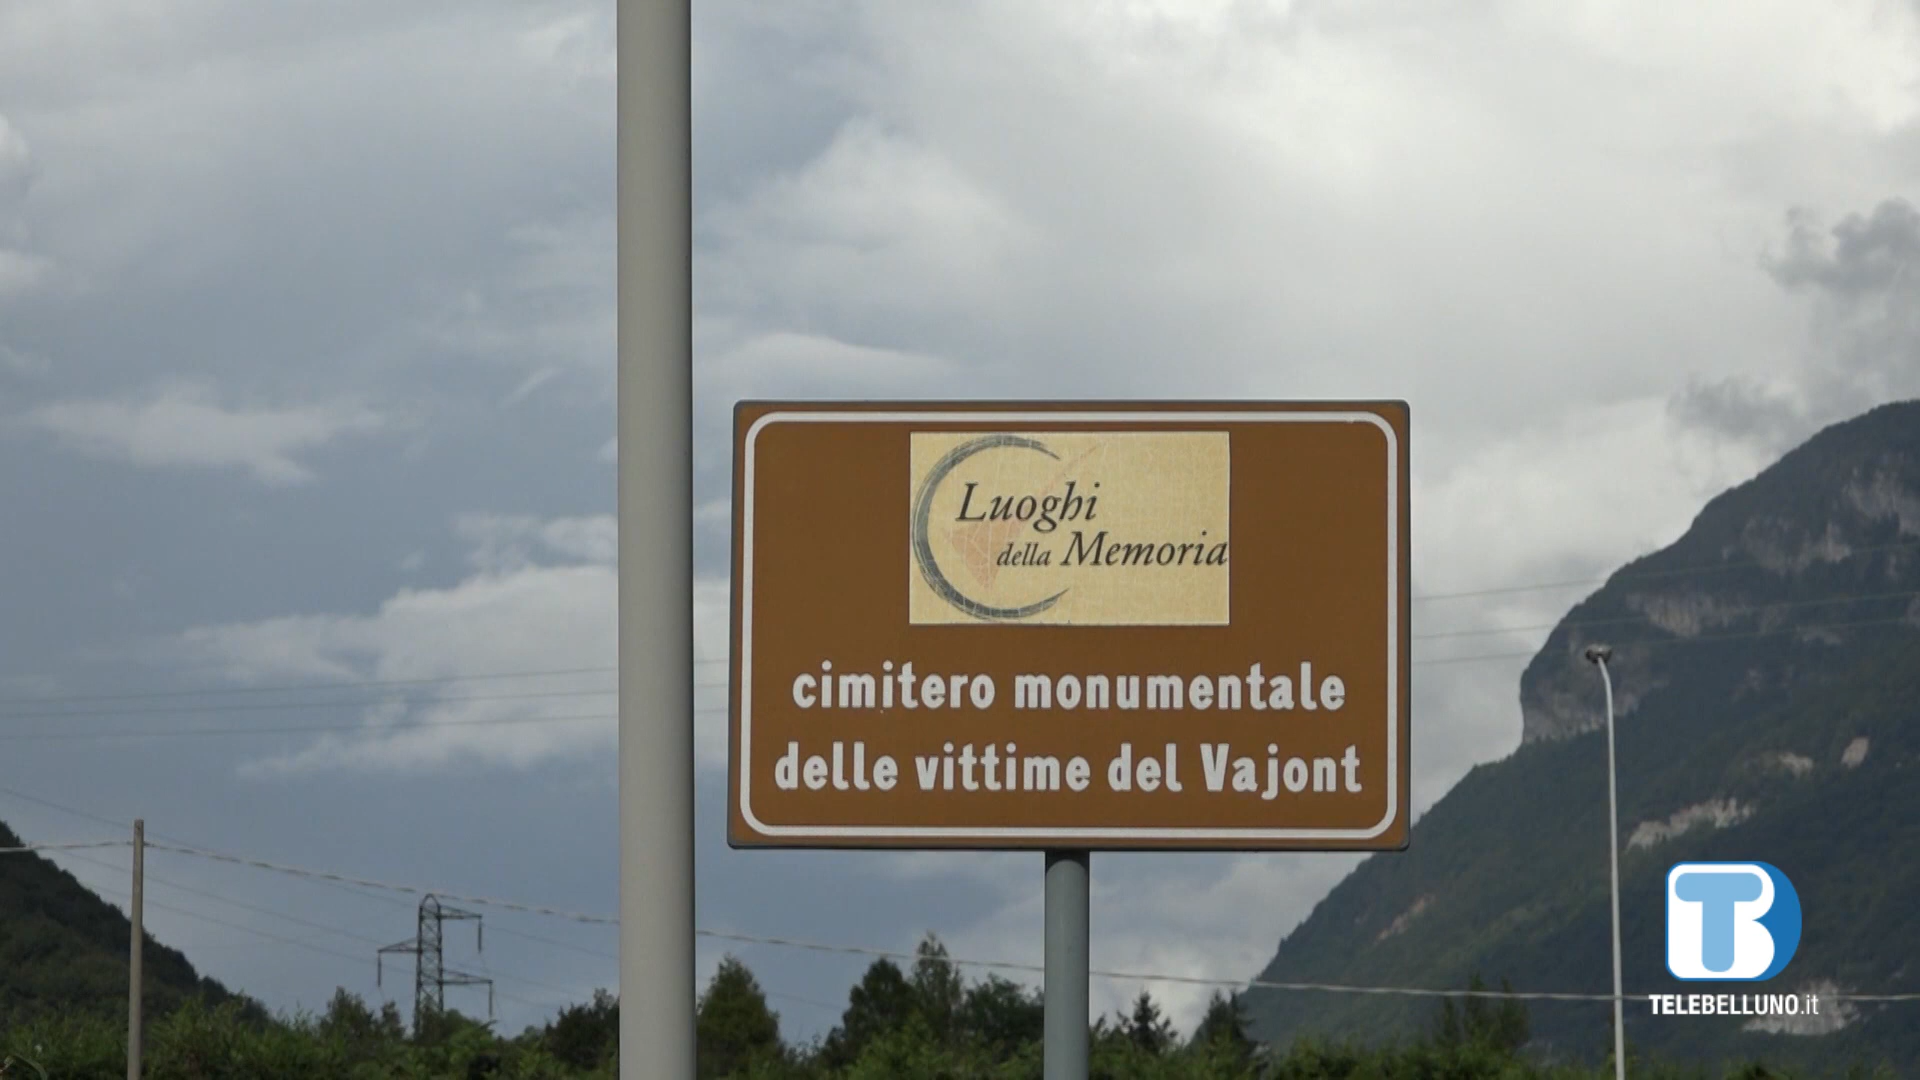 Luoghi
della Memoria
cimitero monumentale
delle vittime del Vajont
TB
TELEBELLUNO.it